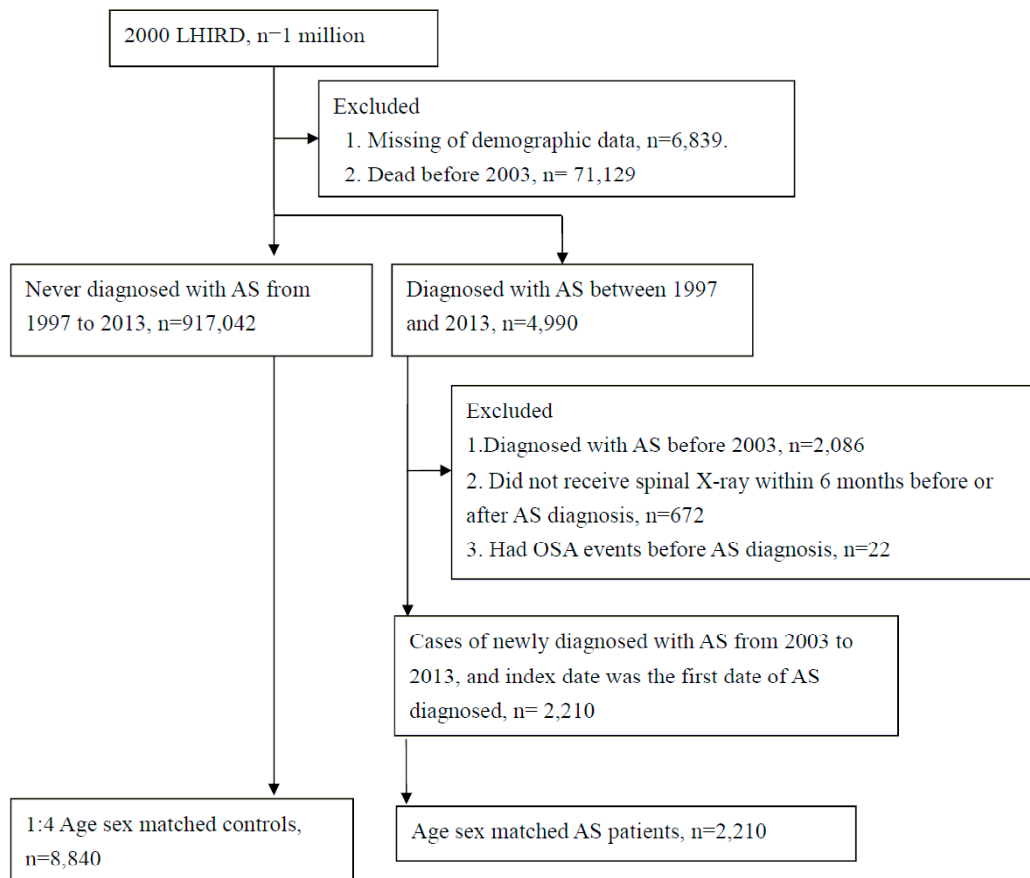 2000 LHIRD, n=1 million
Excluded
1. Missing of demographic data, n=6,839.
2. Dead before 2003, n= 71,129
Never diagnosed with AS from
1997 to 2013, n=917,042
Diagnosed with AS between 1997
and 2013, n=4,990
Excluded
1.Diagnosed with AS before 2003, n=2,086
2. Did not receive spinal X-ray within 6 months before or
after AS diagnosis, n=672
3. Had OSA events before AS diagnosis, n=22
Cases of newly diagnosed with AS from 2003 to
2013, and index date was the first date of AS
diagnosed, n= 2,210
1:4 Age sex matched controls,
n=8,840
Age sex matched AS patients, n=2,210